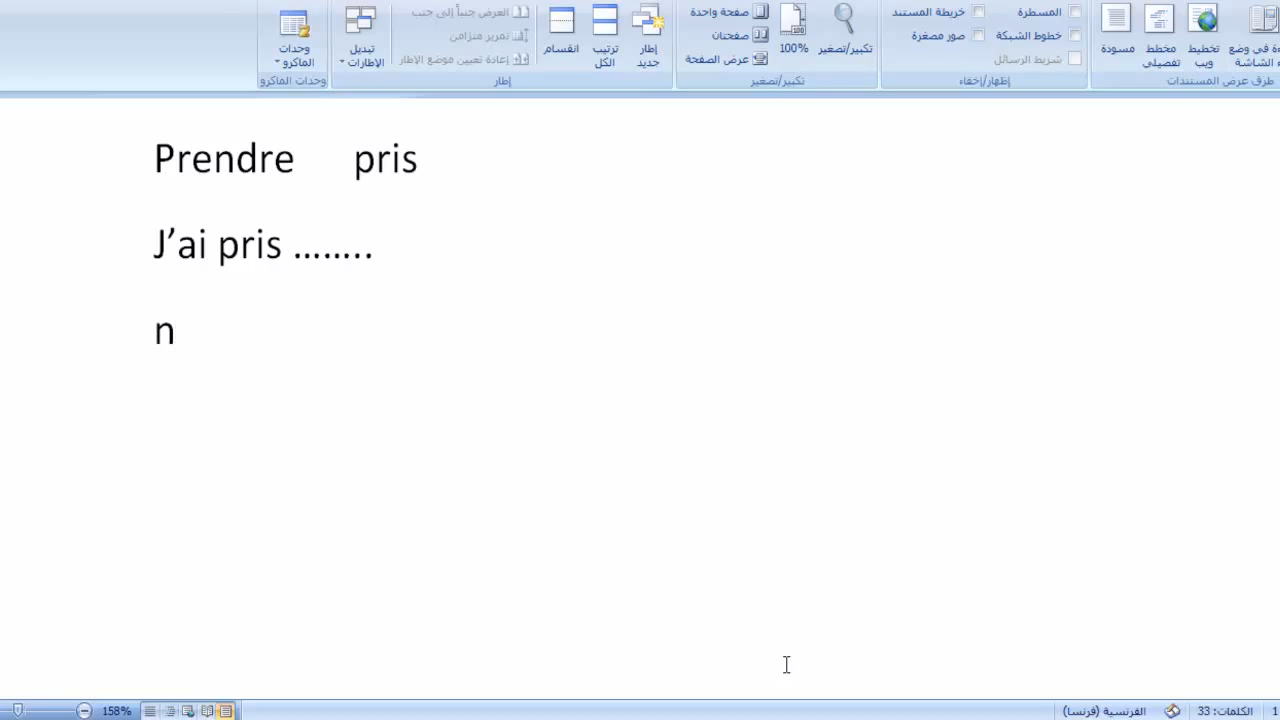 العرض جنباً إلى جنب
تمرير متزامن
إعادة تعيين موضع الإطار
وحدات الماكرو
تبديل الإطارات
انقسام
ترتيب الكل
إطار جديد
صفحة واحدة
صفحتان
عرض الصفحة
100%
تكبير/تصغير
خريطة المستند
صور مصغرة
المسطرة
خطوط الشبكة
شريط الرسائل
مسودة
مخطط تفصيلي
تخطيط ويب
وحدات الماكرو
إطار
تكبير/تصغير
إظهار/إخفاء
طرق عرض المستندات
Prendre pris
J’ai pris ……..
n
158%
الفرنسية (فرنسا)
الكلمات: 33